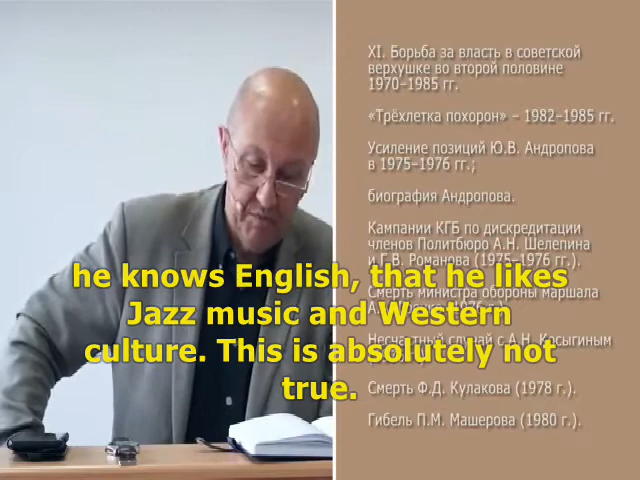 XI. Борьба за власть в советской
верхушке во второй половине
1970–1985 гг.
«Трёхлетка похорон» – 1982–1985 гг.
Усиление позиций Ю.В. Андропова
в 1975–1976 гг.;
биография Андропова.
Кампании КГБ по дискредитации
членов Политбюро А.Н. Шелепина
и Г.В. Романова (1975–1976 гг.).
Смерть министра обороны маршала
Несчастный случай с А.Н. Косыгиным
Смерть Ф.Д. Кулакова (1978 г.).
Гибель П.М. Машерова (1980 г.).
he knows English, that he likes
Jazz music and Western
culture. This is absolutely not
true.